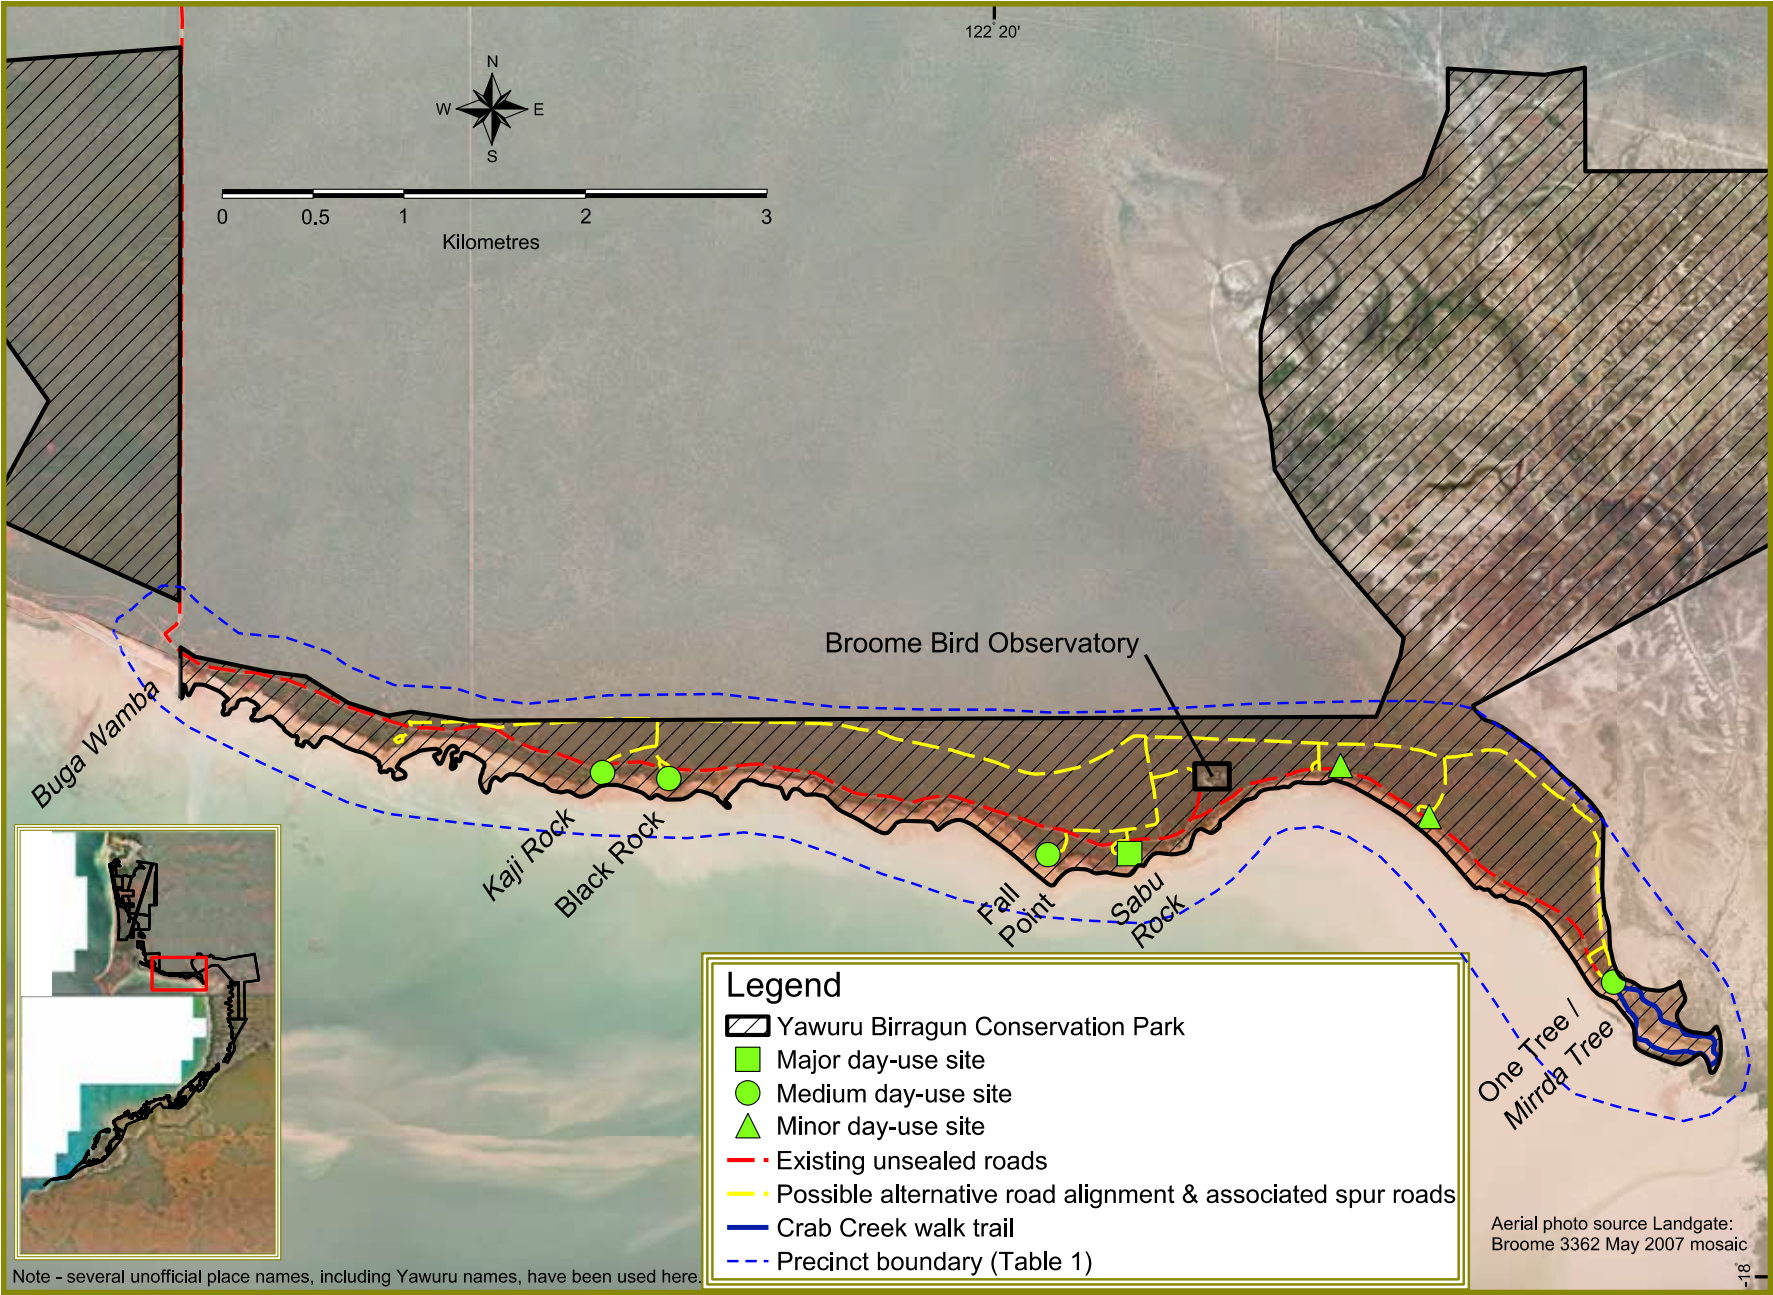 122° 20'
N
W E
S
0 0.5 1 2 3
Kilometres
Broome Bird Observatory
Buga Wamba
Kaji Rock
Black Rock
Fall
Point
Sabu
Rock
One Tree /
Mirrda Tree
Legend
Yawuru Birragun Conservation Park
Major day-use site
Medium day-use site
Minor day-use site
Existing unsealed roads
Possible alternative road alignment & associated spur roads
Crab Creek walk trail
Precinct boundary (Table 1)
Aerial photo source Landgate:
Broome 3362 May 2007 mosaic
-18°
Note - several unofficial place names, including Yawuru names, have been used here.